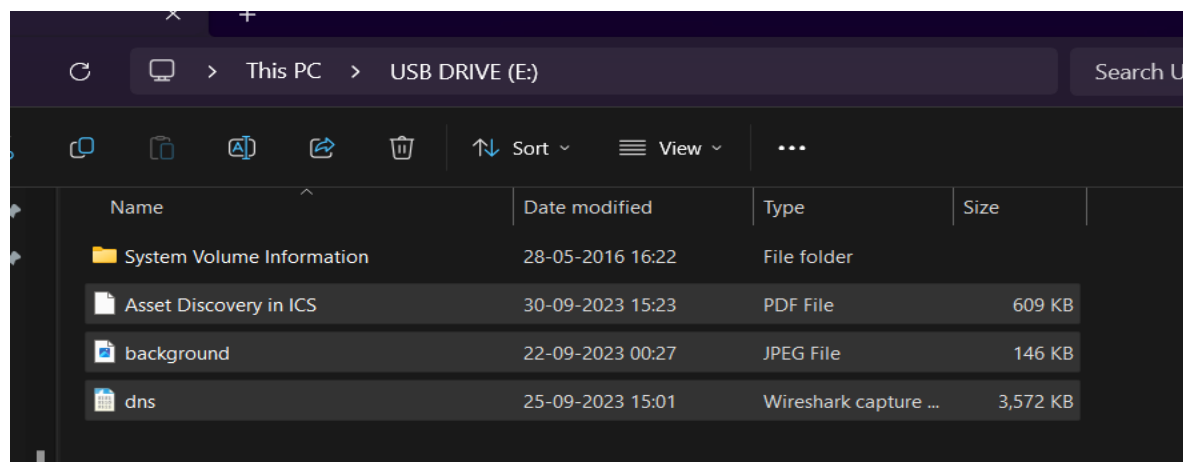 This PC > USB DRIVE (E:)
Search U
Sort View
Name Date modified Type Size
System Volume Information 28-05-2016 16:22 File folder
Asset Discovery in ICS 30-09-2023 15:23 PDF File 609 KB
background 22-09-2023 00:27 JPEG File 146 KB
dns 25-09-2023 15:01 Wireshark capture ... 3,572 KB